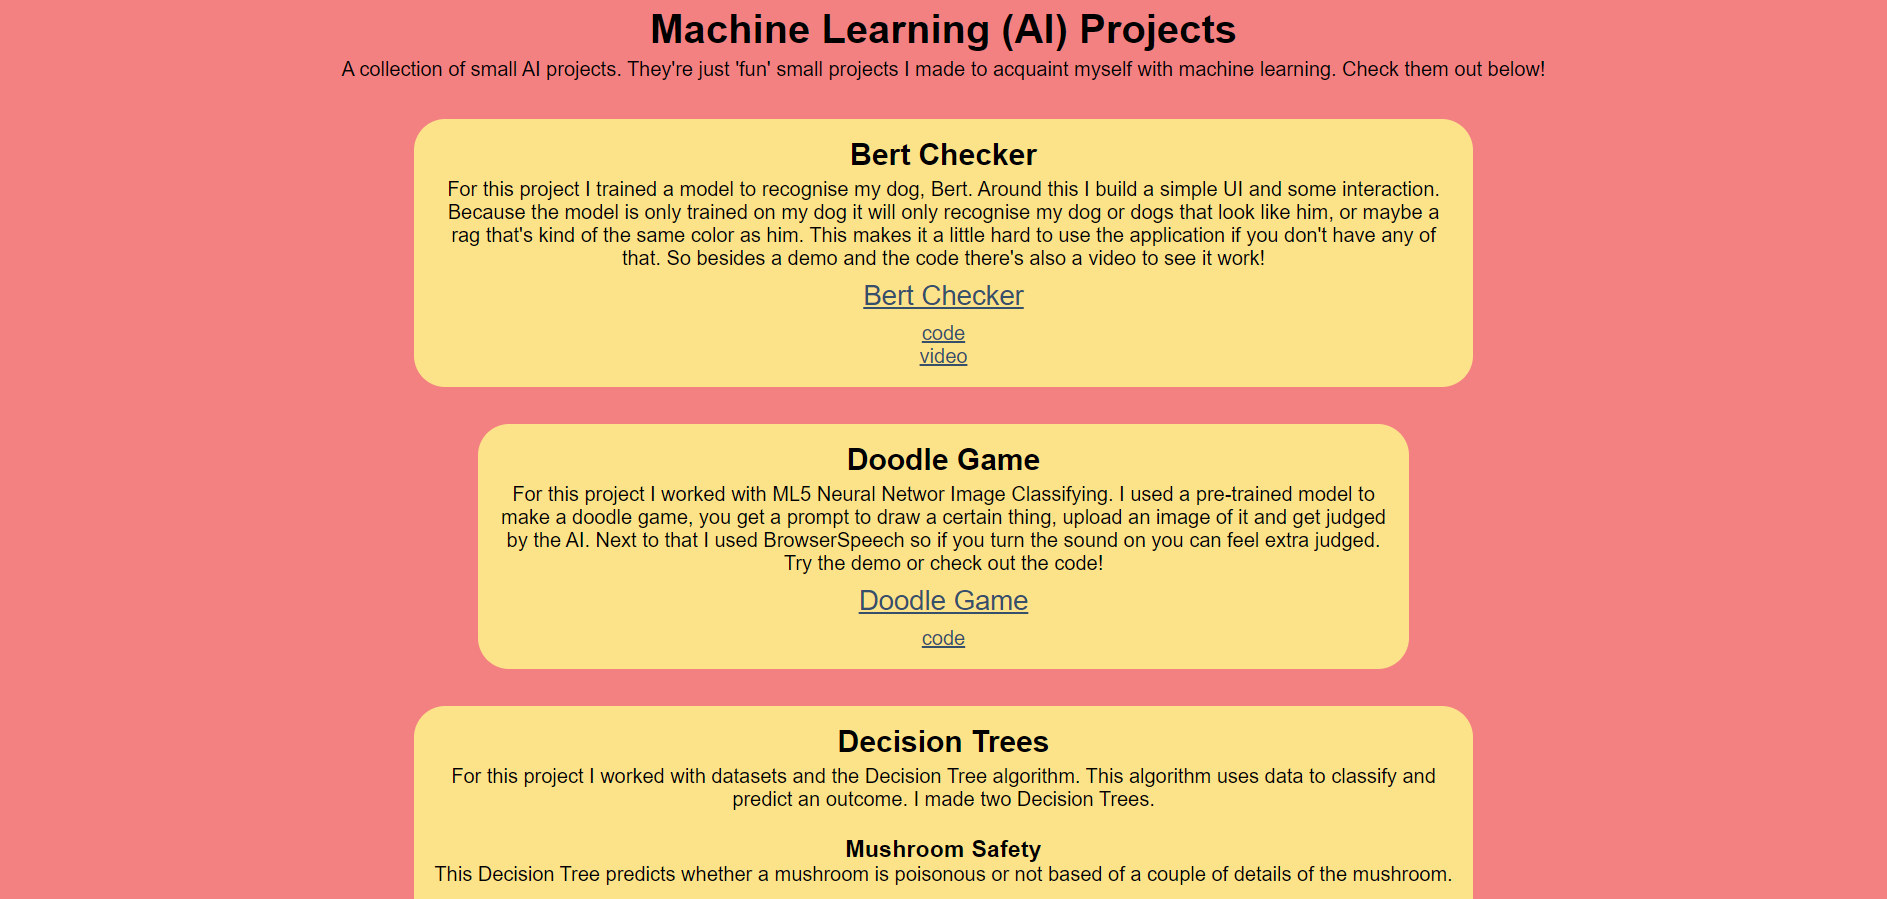 Machine Learning (AI) Projects
A collection of small AI projects. They're just 'fun' small projects I made to acquaint myself with machine learning. Check them out below!
Bert Checker
For this project I trained a model to recognise my dog, Bert. Around this I build a simple UI and some interaction.
Because the model is only trained on my dog it will only recognise my dog or dogs that look like him, or maybe a
rag that's kind of the same color as him. This makes it a little hard to use the application if you don't have any of
that. So besides a demo and the code there's also a video to see it work!
Bert Checker
code
video
Doodle Game
For this project I worked with ML5 Neural Networ Image Classifying. I used a pre-trained model to
make a doodle game, you get a prompt to draw a certain thing, upload an image of it and get judged
by the AI. Next to that I used BrowserSpeech so if you turn the sound on you can feel extra judged.
Try the demo or check out the code!
Doodle Game
code
Decision Trees
For this project I worked with datasets and the Decision Tree algorithm. This algorithm uses data to classify and
predict an outcome. I made two Decision Trees.
Mushroom Safety
This Decision Tree predicts whether a mushroom is poisonous or not based of a couple of details of the mushroom.